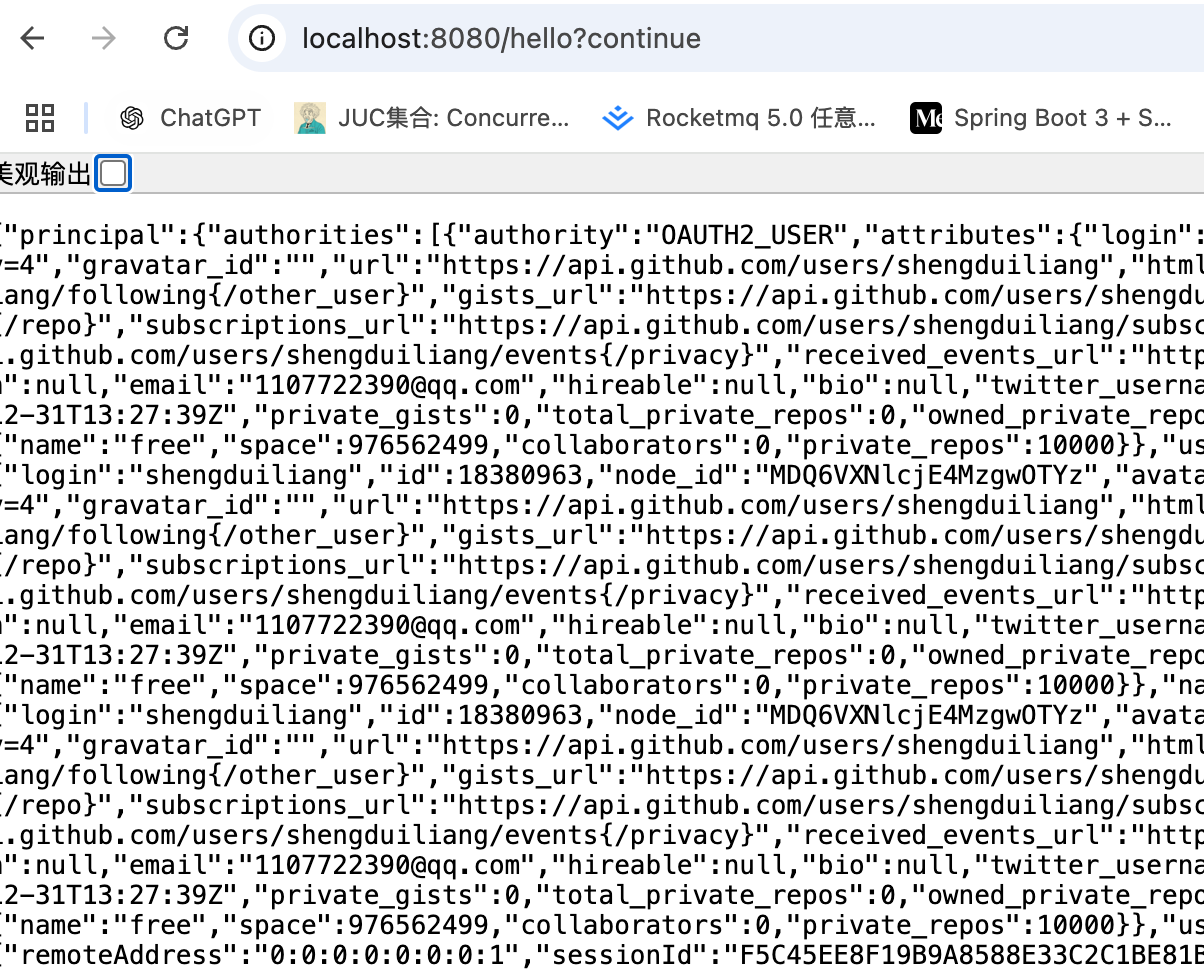 localhost:8080/hello?continue
ChatGPT JUC集合: Concurre... Rocketmq 5.0 任意... Spring Boot 3 + S...
美观输出
{"principal":{"authorities":[{"authority":"OAUTH2_USER","attributes":{"login":
v=4","gravatar_id":"","url":"https://api.github.com/users/shengduiliang","html
iang/following{/other_user}","gists_url":"https://api.github.com/users/shengdu
{/repo}","subscriptions_url":"https://api.github.com/users/shengduiliang/subsc
i.github.com/users/shengduiliang/events{/privacy}","received_events_url":"http
n":null,"email":"1107722390@qq.com","hireable":null,"bio":null,"twitter_userna
12-31T13:27:39Z","private_gists":0,"total_private_repos":0,"owned_private_repo
{"name":"free","space":976562499,"collaborators":0,"private_repos":10000}},"us
{"login":"shengduiliang","id":18380963,"node_id":"MDQ6VXNlcjE4MzgwOTYz","avata
v=4","gravatar_id":"","url":"https://api.github.com/users/shengduiliang","html
iang/following{/other_user}","gists_url":"https://api.github.com/users/shengdu
{/repo}","subscriptions_url":"https://api.github.com/users/shengduiliang/subsc
i.github.com/users/shengduiliang/events{/privacy}","received_events_url":"http
n":null,"email":"1107722390@qq.com","hireable":null,"bio":null,"twitter_userna
12-31T13:27:39Z","private_gists":0,"total_private_repos":0,"owned_private_repo
{"name":"free","space":976562499,"collaborators":0,"private_repos":10000}},"na
{"login":"shengduiliang","id":18380963,"node_id":"MDQ6VXNlcjE4MzgwOTYz","avata
v=4","gravatar_id":"","url":"https://api.github.com/users/shengduiliang","html
iang/following{/other_user}","gists_url":"https://api.github.com/users/shengdu
{/repo}","subscriptions_url":"https://api.github.com/users/shengduiliang/subsc
i.github.com/users/shengduiliang/events{/privacy}","received_events_url":"http
n":null,"email":"1107722390@qq.com","hireable":null,"bio":null,"twitter_userna
12-31T13:27:39Z","private_gists":0,"total_private_repos":0,"owned_private_repo
{"name":"free","space":976562499,"collaborators":0,"private_repos":10000}},"us
{"remoteAddress":"0:0:0:0:0:0:0:1","sessionId":"F5C45EE8F19B9A8588E33C2C1BE81B